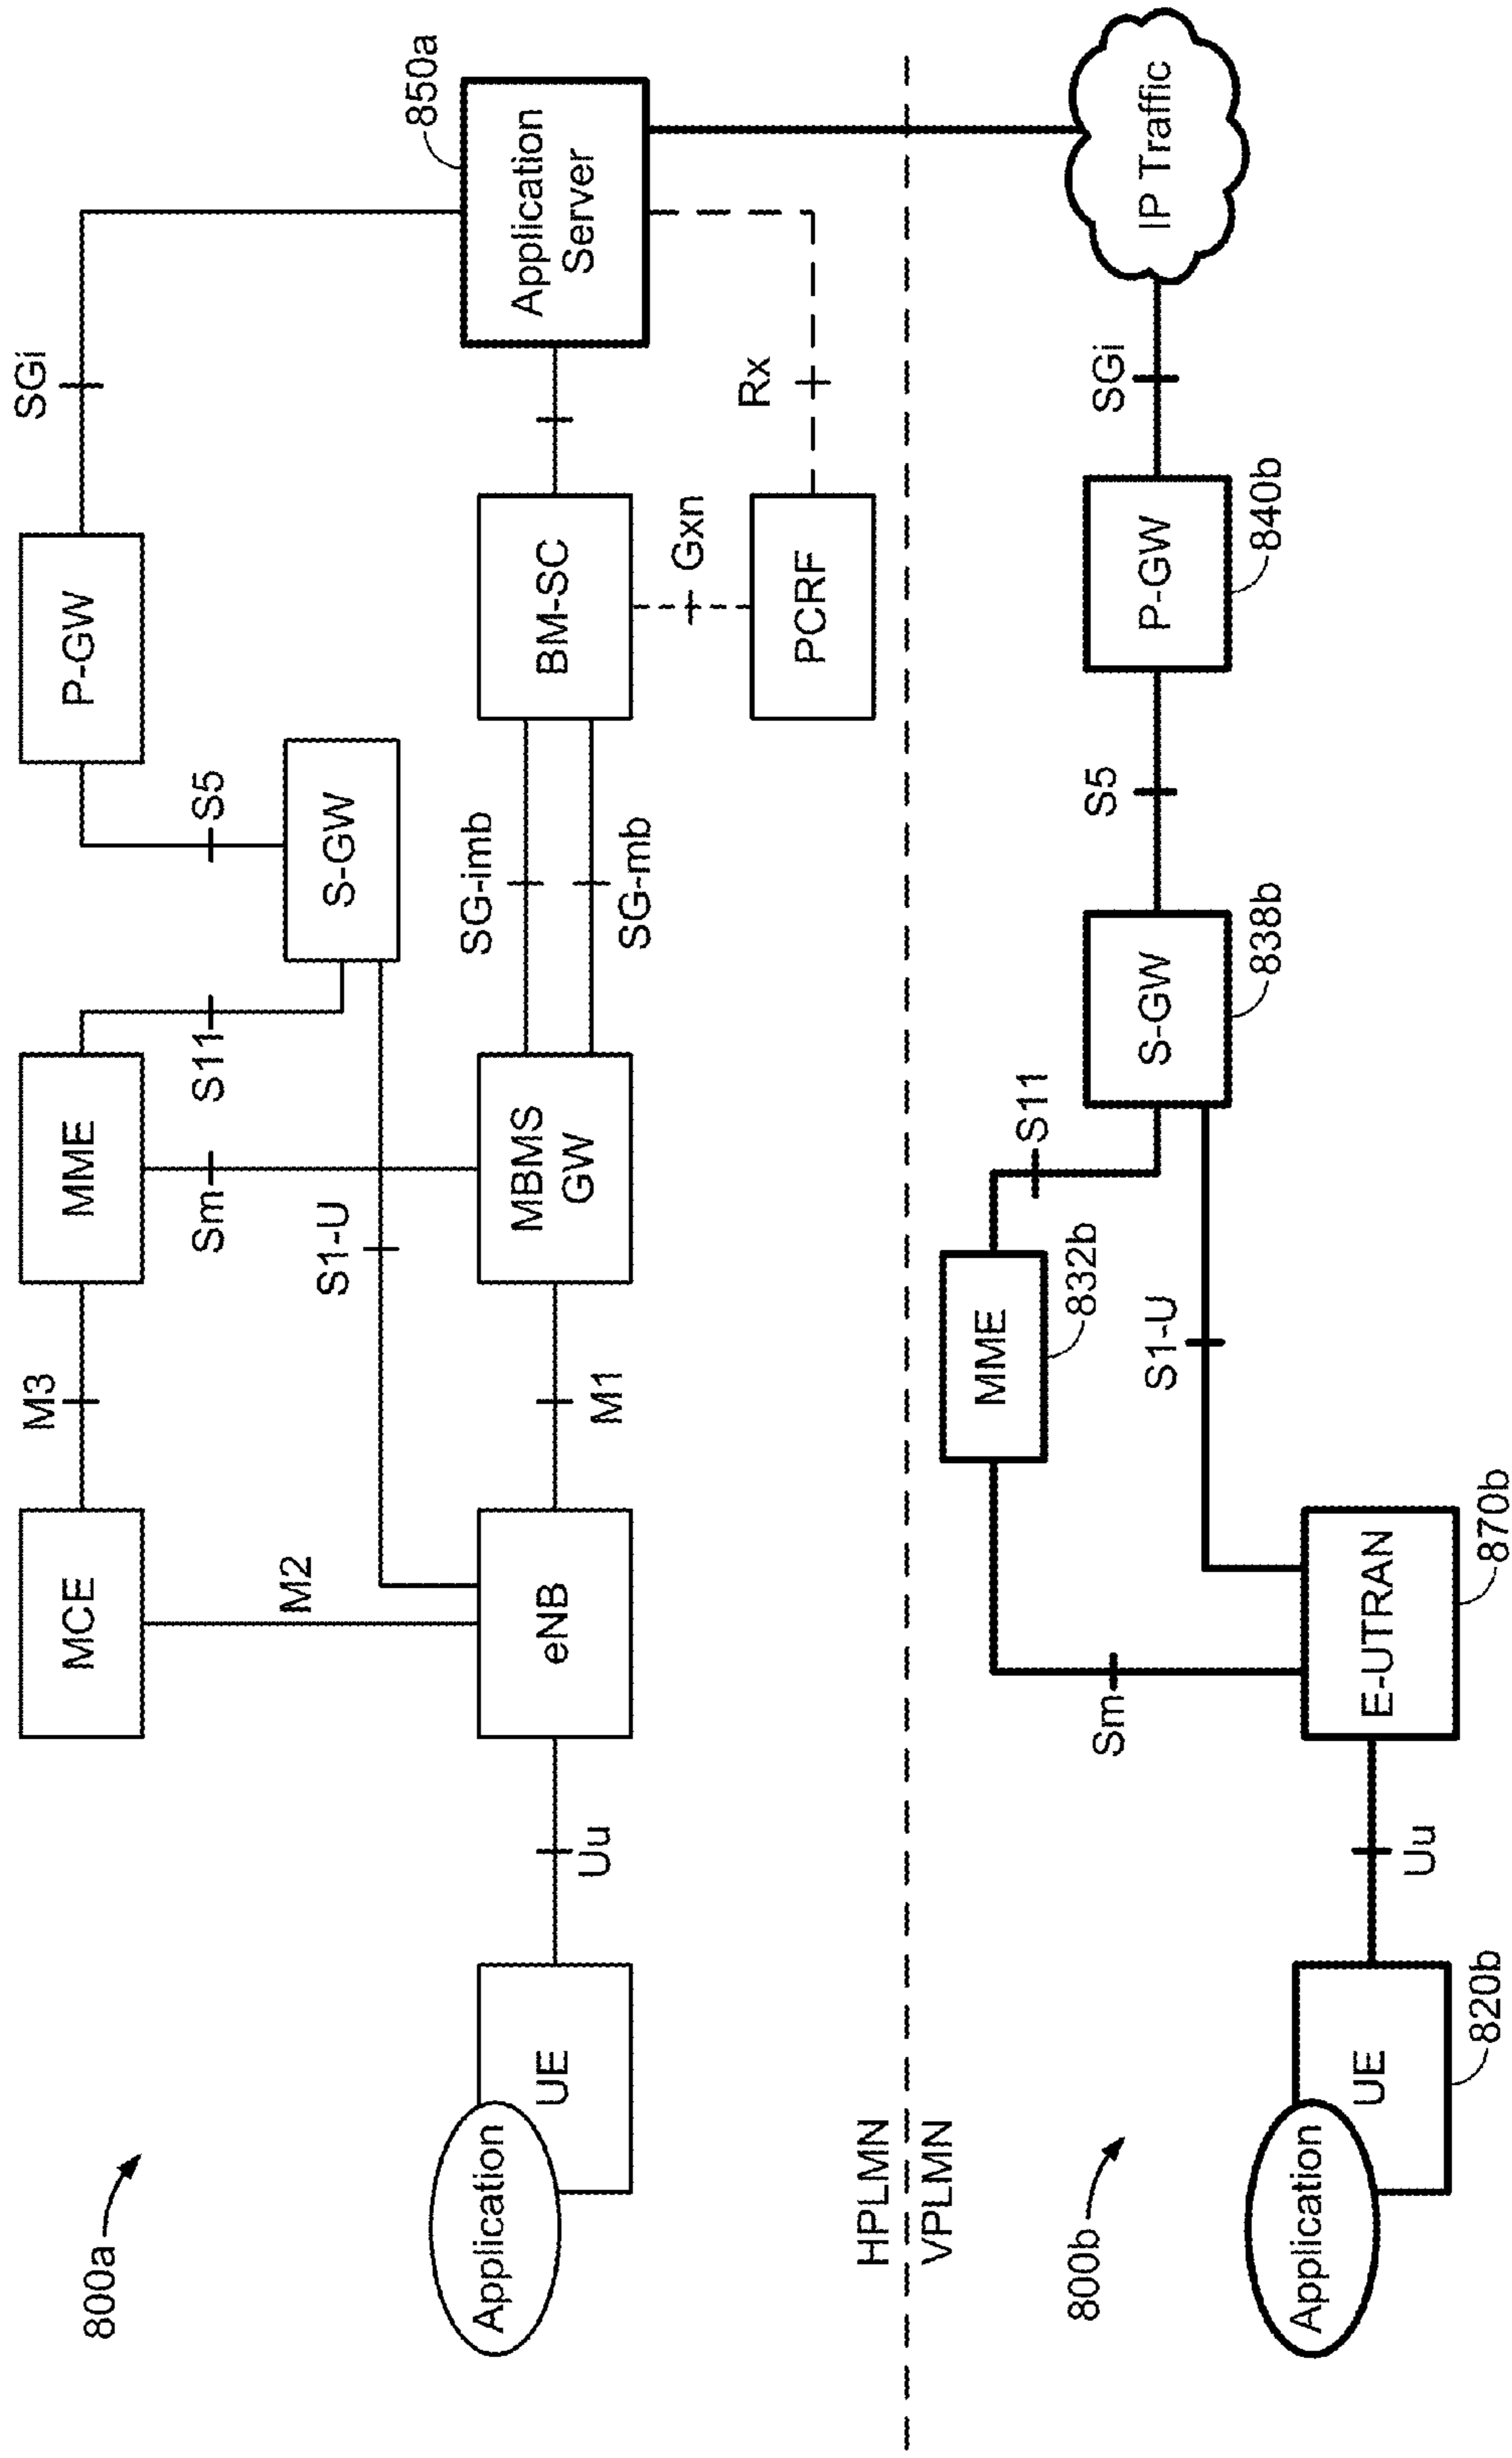 800a
MCE
M3
MME
P-GW
SGi
850a
M2
Sm
S11
S5
S-GW
S1-U
Application
UE
Uu
eNB
M1
MBMS
GW
SG-imb
SG-mb
BM-SC
Application
Server
Gxn
Rx
PCRF
HPLMN
VPLMN
800b
MME
832b
S11
Sm
S1-U
S-GW
838b
S5
P-GW
840b
SGi
IP Traffic
Application
UE
820b
Uu
E-UTRAN
870b